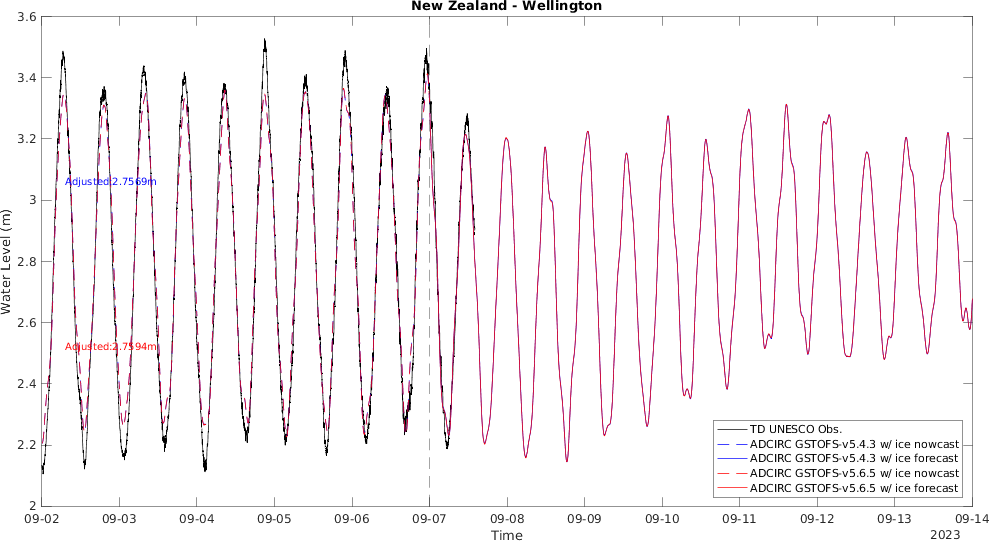 New Zealand - Wellington
3.6
3.4
3.2
3
2.8
2.6
2.4
2.2
2
Water Level (m)
Adjusted:2.7569m
Adjusted:2.7594m
TD UNESCO Obs.
ADCIRC GSTOFS-v5.4.3 w/ ice nowcast
ADCIRC GSTOFS-v5.4.3 w/ ice forecast
ADCIRC GSTOFS-v5.6.5 w/ ice nowcast
ADCIRC GSTOFS-v5.6.5 w/ ice forecast
09-02 09-03 09-04 09-05 09-06 09-07 09-08 09-09 09-10 09-11 09-12 09-13 09-14
Time
2023